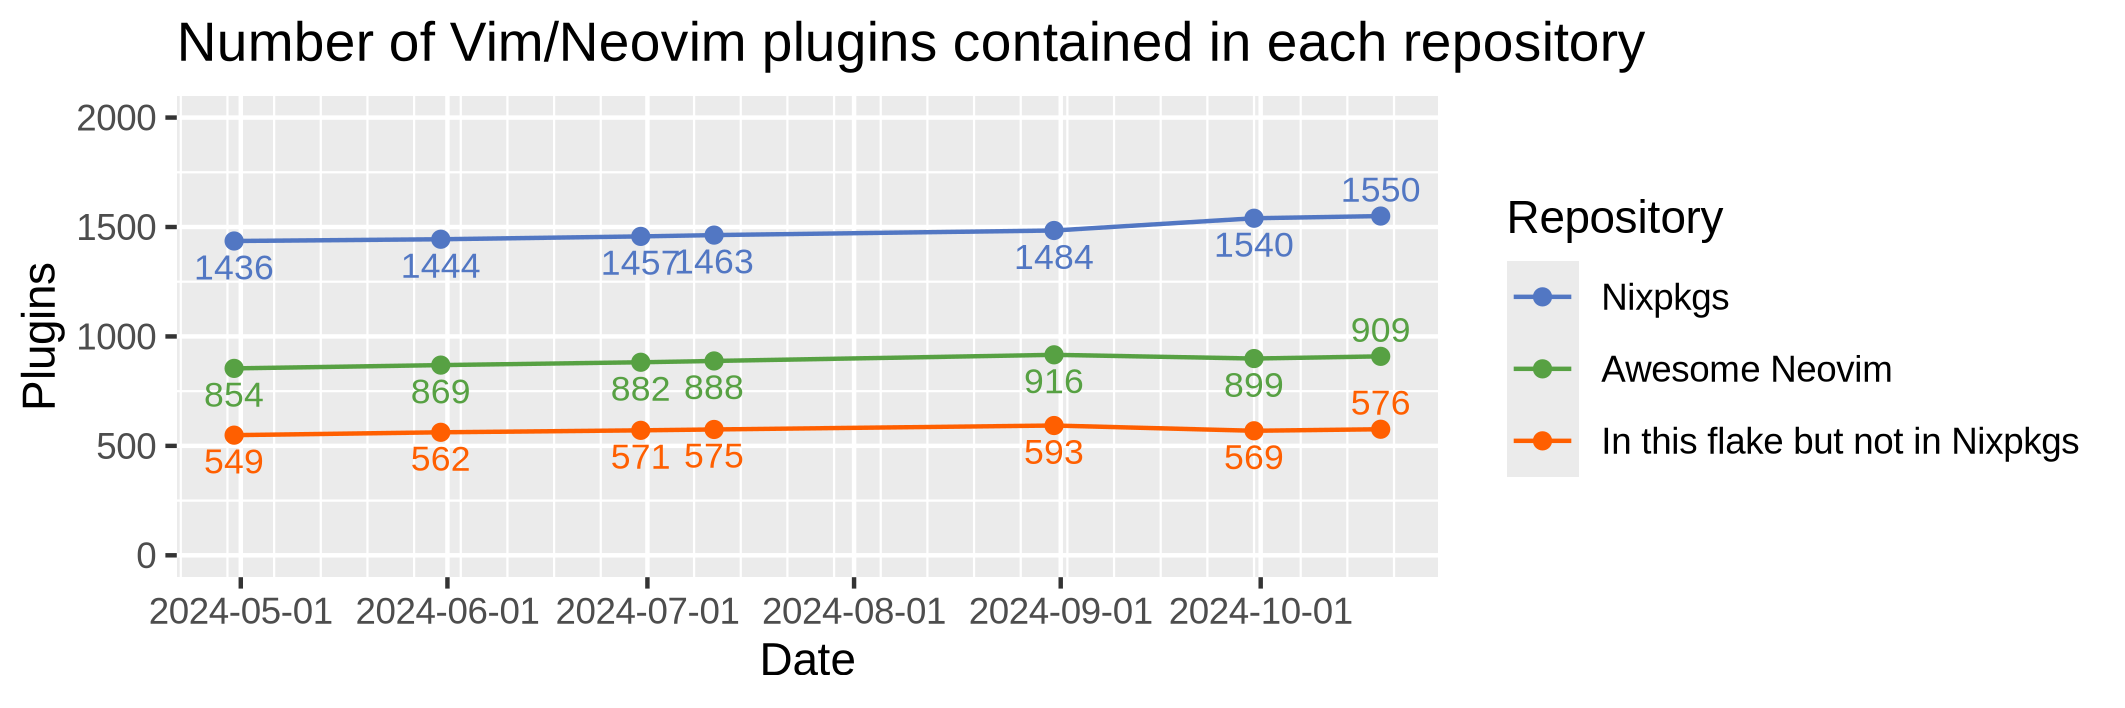 Number of Vim/Neovim plugins contained in each repository
2000
1500
1000
500
0
Plugins
1436 1444 1457 1463 1484 1540 1550
854 869 882 888 916 899 909
549 562 571 575 593 569 576
2024-05-01 2024-06-01 2024-07-01 2024-08-01 2024-09-01 2024-10-01
Date
Repository
Nixpkgs
Awesome Neovim
In this flake but not in Nixpkgs